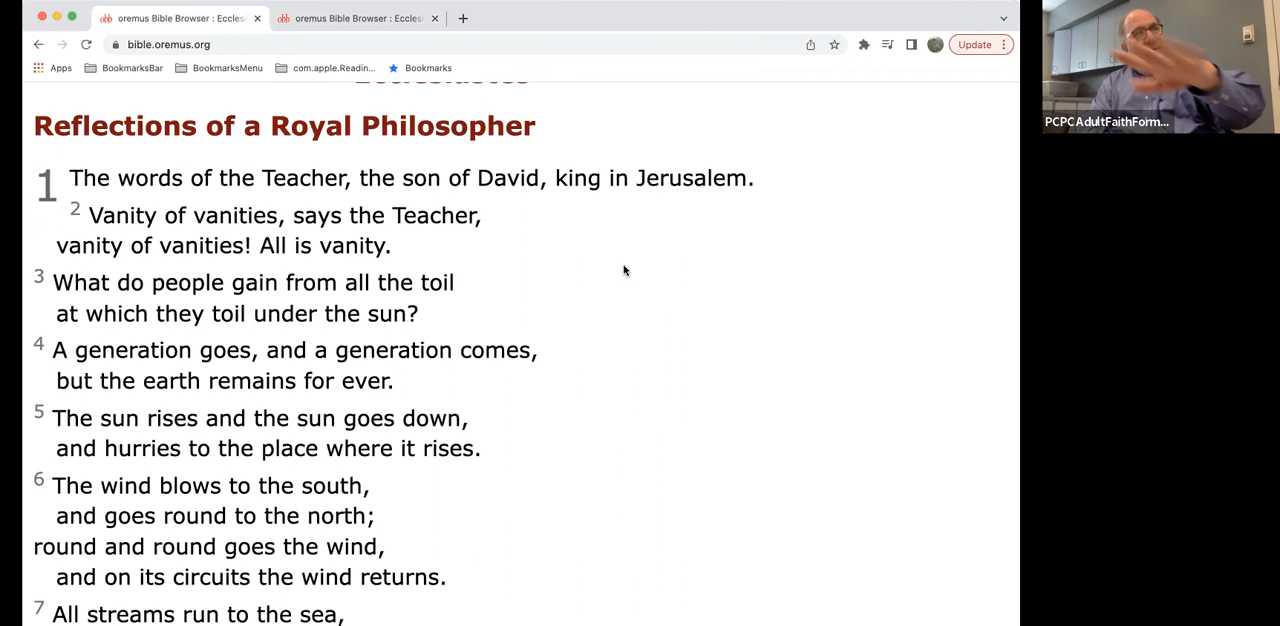 oremus Bible Browser : Eccles
oremus Bible Browser : Eccles
bible.oremus.org
Update
Apps
BookmarksBar
BookmarksMenu
com.apple.Readin...
Bookmarks
PCPCAdultFaithForm...
Ecclesiastes
Reflections of a Royal Philosopher
1 The words of the Teacher, the son of David, king in Jerusalem.
2 Vanity of vanities, says the Teacher,
vanity of vanities! All is vanity.
3 What do people gain from all the toil
at which they toil under the sun?
4 A generation goes, and a generation comes,
but the earth remains for ever.
5 The sun rises and the sun goes down,
and hurries to the place where it rises.
6 The wind blows to the south,
and goes round to the north;
round and round goes the wind,
and on its circuits the wind returns.
7 All streams run to the sea,